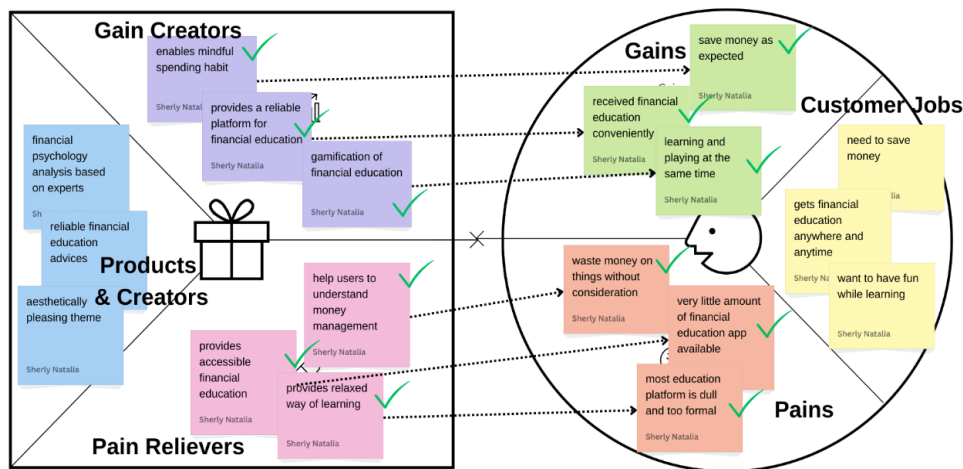 Gain Creators
enables mindful
spending habit
Sherly Natal
provides a reliable
platform for
financial education
Sherly Natalia
gamification of
financial education
Sherly Natalia
financial
psychology
analysis based
on experts
Sh
reliable financial
education
advices
Products
& Creators
aesthetically
pleasing theme
Sherly Natalia
help users to
understand
money
management
Sherly Natalia
provides
accessible
financial
education
Sherly Natalia
provides relaxed
way of learning
Sherly Natalia
Pain Relievers
Gains
save money as
expected
Sherly Natalia
received financial
education
conveniently
Sherly Natalia
learning and
playing at the
same time
Sherly Natalia
Customer Jobs
need to save
money
gets financial
education
anywhere and
anytime
Sherly Na
want to have fun
while learning
Sherly Natalia
waste money on
things without
consideration
Sherly Natalia
very little amount
of financial
education app
available
most education
platform is dull
and too formal
Sherly Natalia
Pains